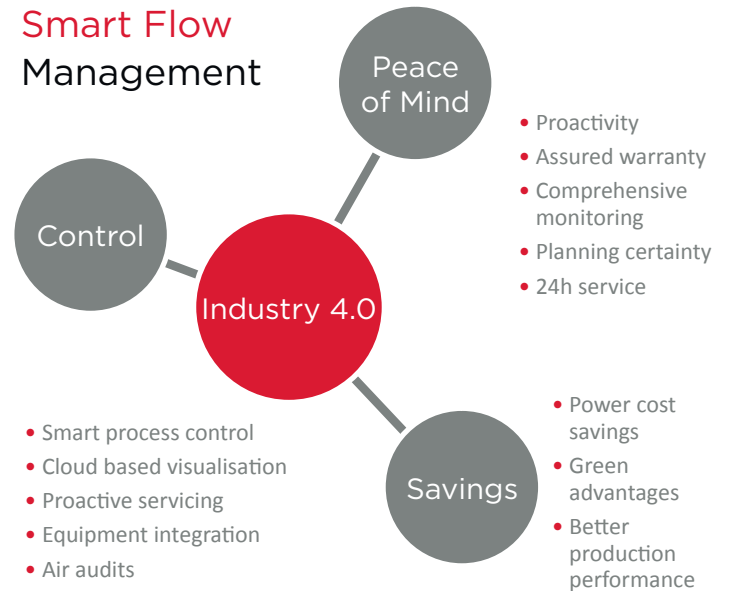 Smart Flow
Management
Peace
of Mind
• Proactivity
• Assured warranty
• Comprehensive
monitoring
• Planning certainty
• 24h service
Control
Industry 4.0
• Smart process control
• Cloud based visualisation
• Proactive servicing
• Equipment integration
• Air audits
Savings
• Power cost
savings
• Green
advantages
• Better
production
performance